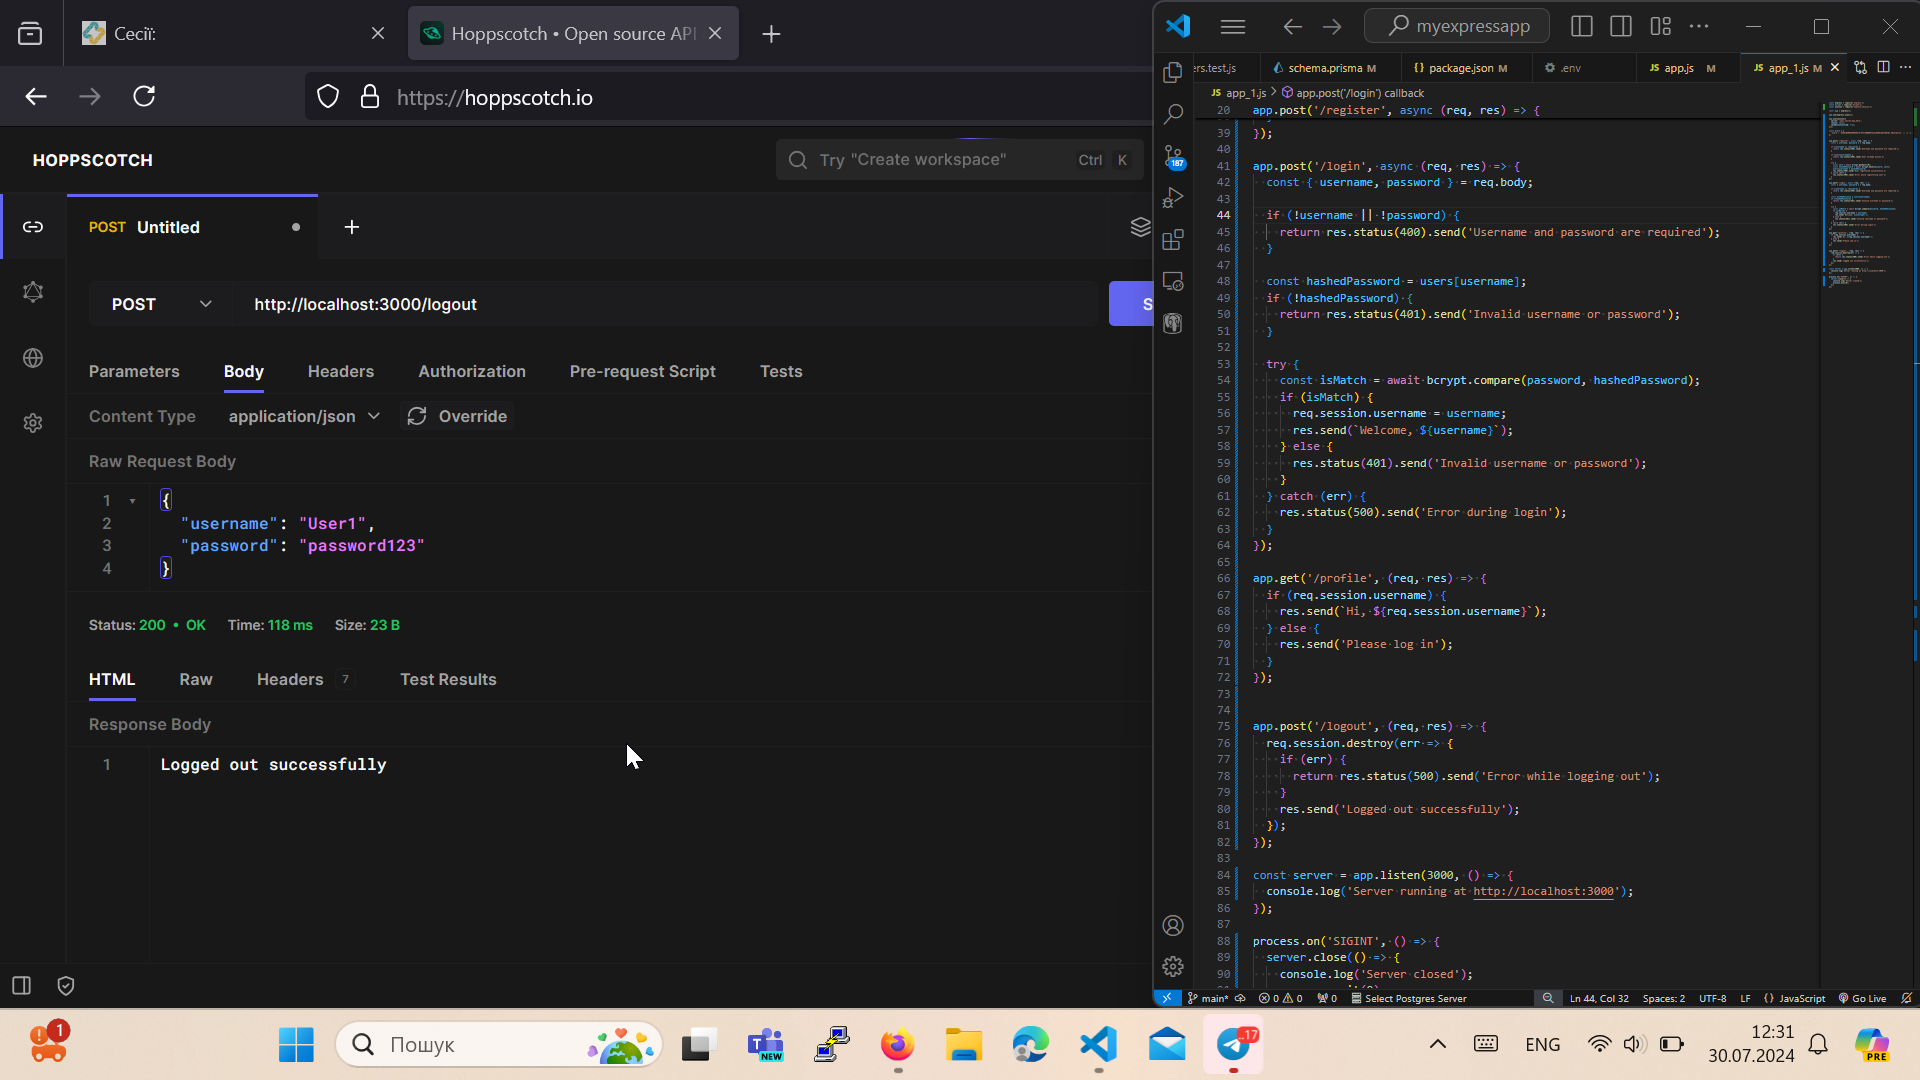 Сесії:
Hoppscotch • Open source API
https://hoppscotch.io
HOPPSCOTCH
Try "Create workspace"
Ctrl K
POST Untitled
POST
http://localhost:3000/logout
S
Parameters
Body
Headers
Authorization
Pre-request Script
Tests
Content Type
application/json
Override
Raw Request Body
1 {
2 "username": "User1",
3 "password": "password123"
4 }
Status: 200 • OK Time: 118 ms Size: 23 B
HTML
Raw
Headers 7
Test Results
Response Body
1 Logged out successfully
myexpressapp
rs.test.js
schema.prisma M
{} package.json M
.env
JS app.js M
JS app_1.js M
JS app_1.js > app.post('/login') callback
20 app.post('/register', async (req, res) => {
39 });
40
41 app.post('/login', async (req, res) => {
42 const { username, password } = req.body;
43
44 if (!username || !password) {
45 return res.status(400).send('Username and password are required');
46 }
47
48 const hashedPassword = users[username];
49 if (!hashedPassword) {
50 return res.status(401).send('Invalid username or password');
51 }
52
53 try {
54 const isMatch = await bcrypt.compare(password, hashedPassword);
55 if (isMatch) {
56 req.session.username = username;
57 res.send(`Welcome, ${username}`);
58 } else {
59 res.status(401).send('Invalid username or password');
60 }
61 } catch (err) {
62 res.status(500).send('Error during login');
63 }
64 });
65
66 app.get('/profile', (req, res) => {
67 if (req.session.username) {
68 res.send(`Hi, ${req.session.username}`);
69 } else {
70 res.send('Please log in');
71 }
72 });
73
74
75 app.post('/logout', (req, res) => {
76 req.session.destroy(err => {
77 if (err) {
78 return res.status(500).send('Error while logging out');
79 }
80 res.send('Logged out successfully');
81 });
82 });
83
84 const server = app.listen(3000, () => {
85 console.log('Server running at http://localhost:3000');
86 });
87
88 process.on('SIGINT', () => {
89 server.close(() => {
90 console.log('Server closed');
187
main*
0 0
0
Select Postgres Server
Ln 44, Col 32
Spaces: 2
UTF-8
LF
{} JavaScript
Go Live
1
Пошук
NEW
..17
ENG
12:31
30.07.2024
PRE